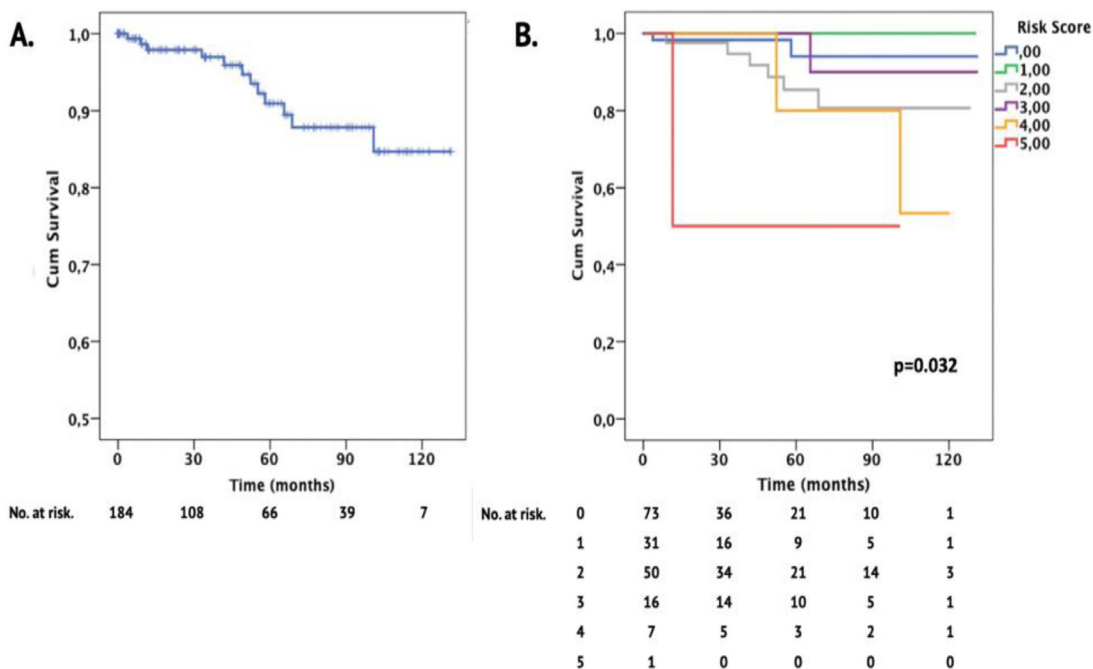 A.
1,0
0,9
0,8
0,7
0,6
0,5
Cum Survival
0 30 60 90 120
Time (months)
No. at risk. 184 108 66 39 7
B.
1,0
0,8
0,6
0,4
0,2
0,0
Cum Survival
p=0.032
0 30 60 90 120
Time (months)
Risk Score
,00
1,00
2,00
3,00
4,00
5,00
No. at risk. 0 73 36 21 10 1
1 31 16 9 5 1
2 50 34 21 14 3
3 16 14 10 5 1
4 7 5 3 2 1
5 1 0 0 0 0